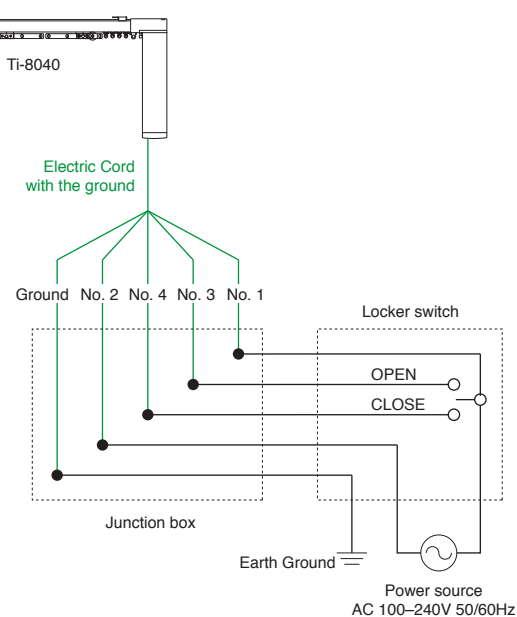 Ti-8040
Electric Cord
with the ground
Ground No. 2 No. 4 No. 3 No. 1
Locker switch
OPEN
CLOSE
Junction box
Earth Ground
Power source
AC 100–240V 50/60Hz